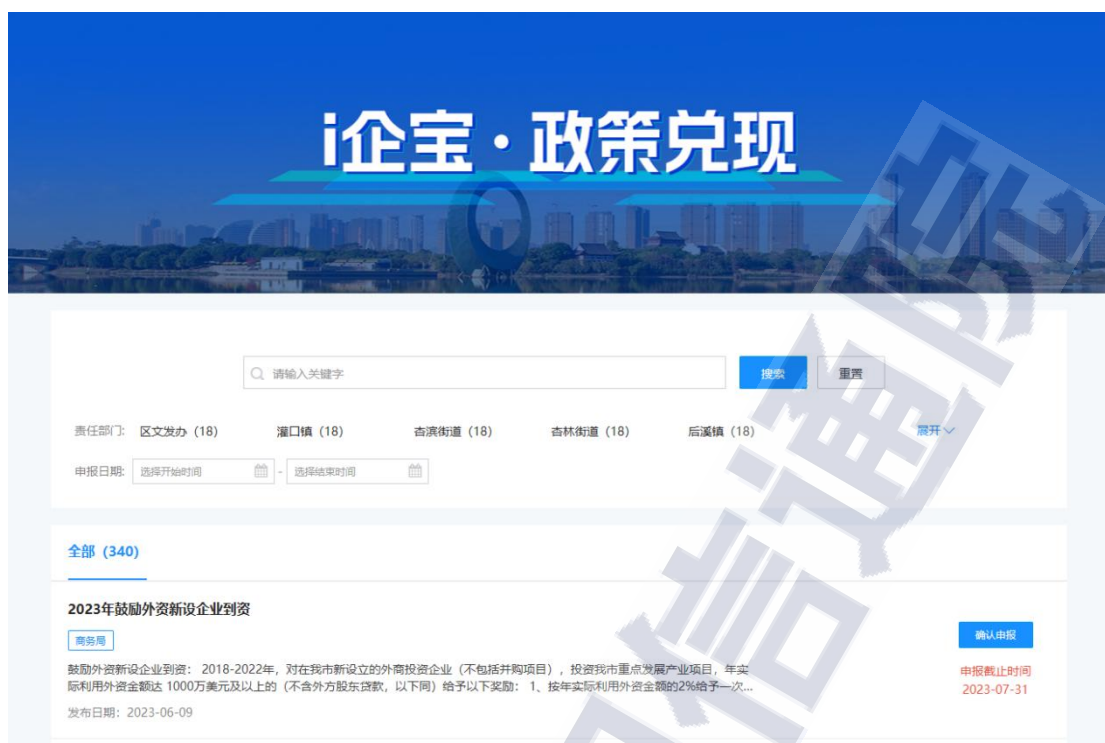 i企宝·政策兑现
请输入关键字
搜索
重置
责任部门: 区文发办（18） 灌口镇（18） 杏滨街道（18） 杏林街道（18） 后溪镇（18） 展开
申报日期: 选择开始时间 - 选择结束时间
全部（340）
2023年鼓励外资新设企业到资
商务局
确认申报
鼓励外资新设企业到资： 2018-2022年，对在我市新设立的外商投资企业（不包括并购项目），投资我市重点发展产业项目，年实
际利用外资金额达 1000万美元及以上的（不含外方股东贷款，以下同）给予以下奖励： 1、按年实际利用外资金额的2%给予一次...
申报截止时间
2023-07-31
发布日期：2023-06-09
信通院